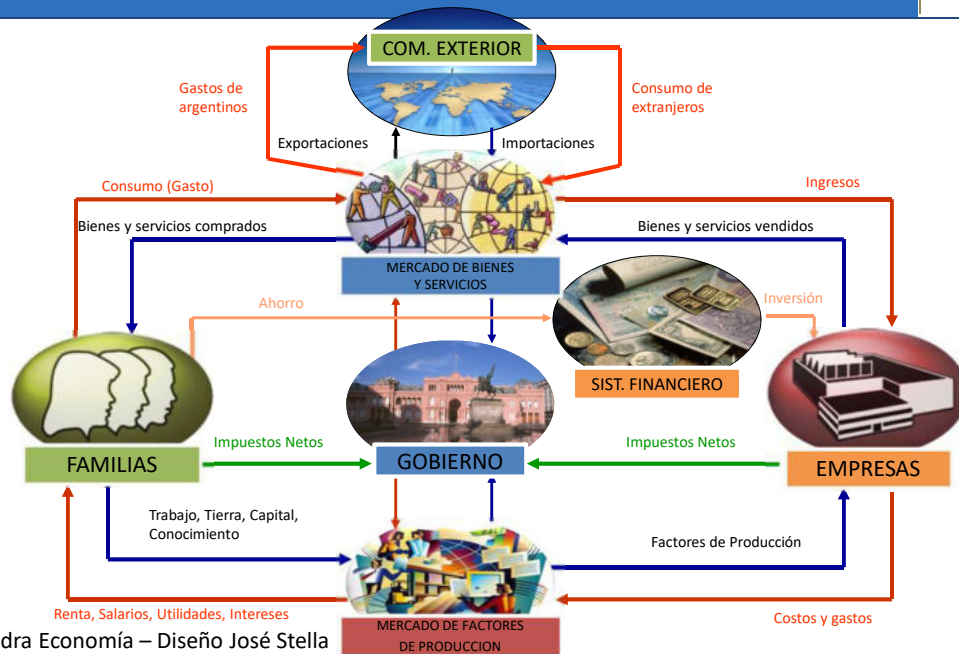 COM. EXTERIOR
Gastos de
argentinos
Consumo de
extranjeros
Exportaciones
Importaciones
Consumo (Gasto)
Ingresos
Bienes y servicios comprados
Bienes y servicios vendidos
MERCADO DE BIENES
Y SERVICIOS
Ahorro
Inversión
SIST. FINANCIERO
Impuestos Netos
Impuestos Netos
FAMILIAS
GOBIERNO
EMPRESAS
Trabajo, Tierra, Capital,
Conocimiento
Factores de Producción
Renta, Salarios, Utilidades, Intereses
Costos y gastos
MERCADO DE FACTORES
DE PRODUCCION
dra Economía – Diseño José Stella